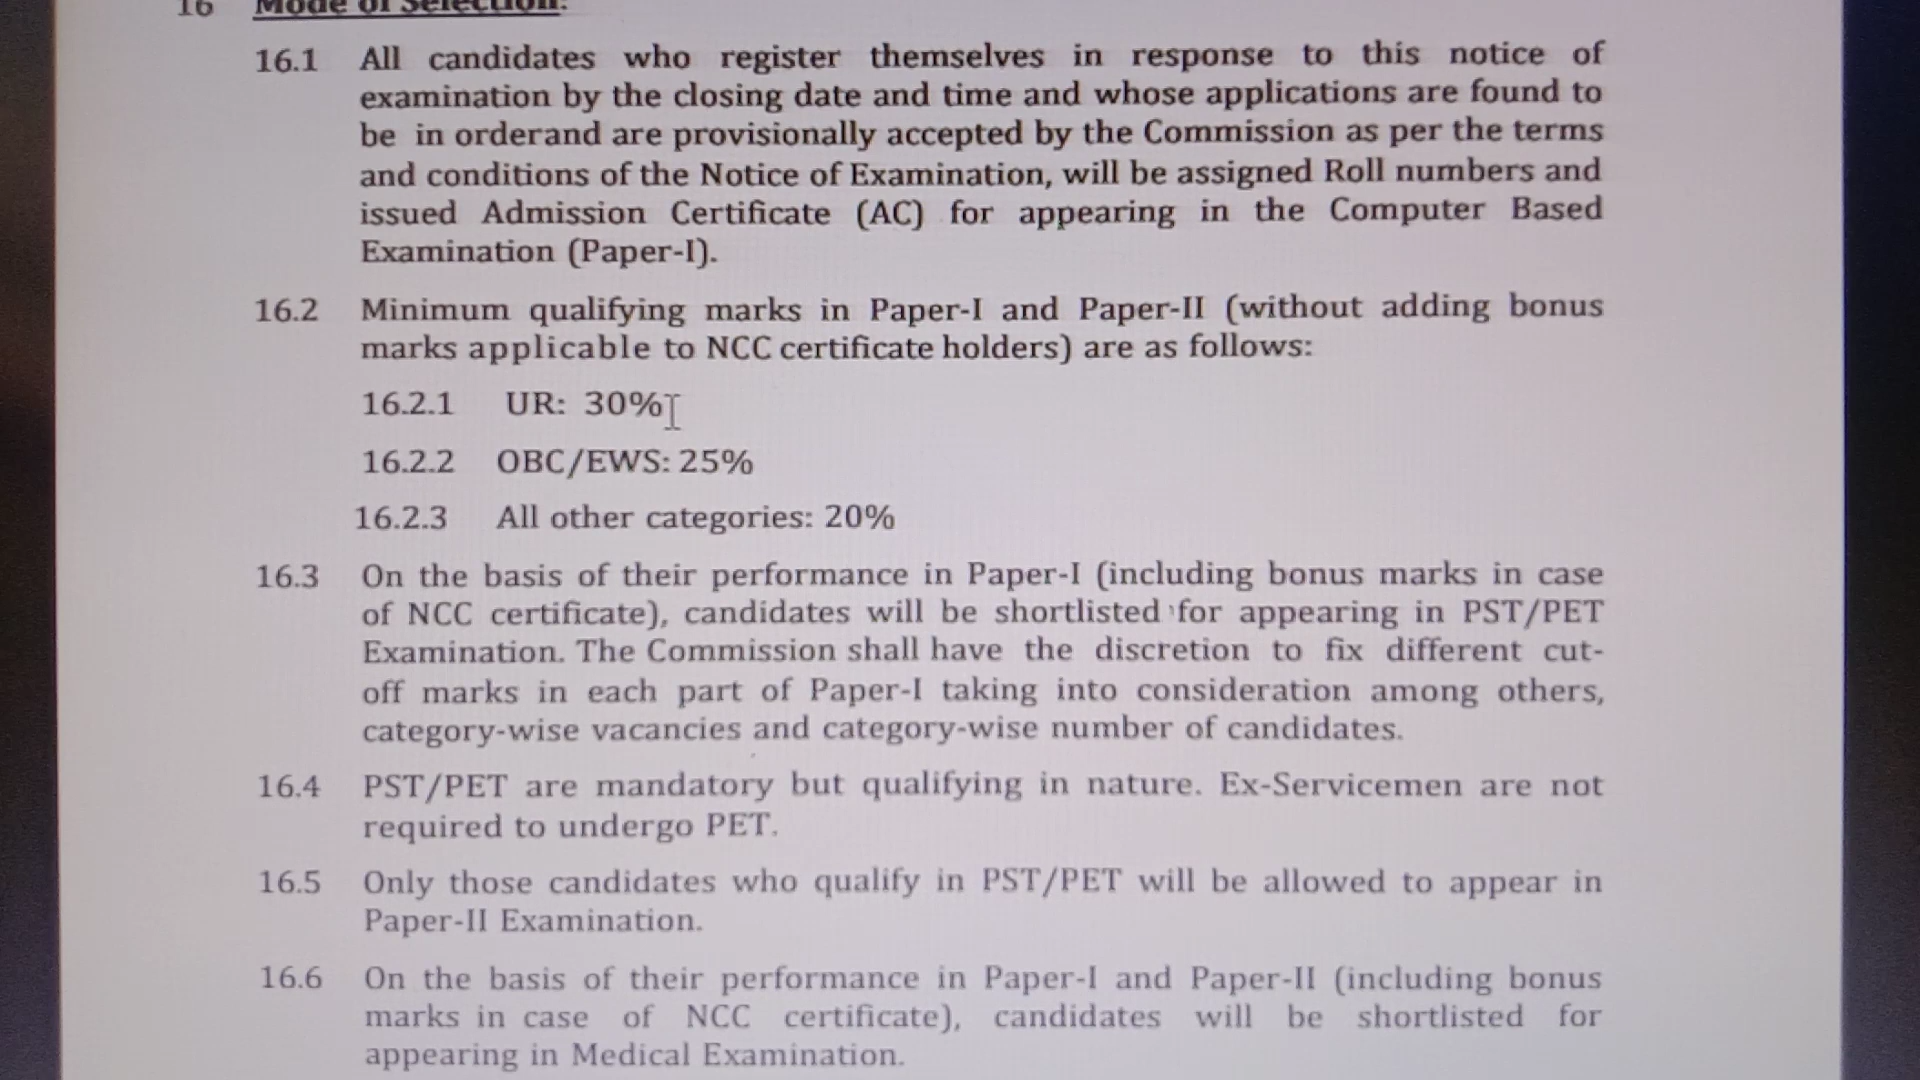 16 Mode of Selection:
16.1 All candidates who register themselves in response to this notice of
examination by the closing date and time and whose applications are found to
be in orderand are provisionally accepted by the Commission as per the terms
and conditions of the Notice of Examination, will be assigned Roll numbers and
issued Admission Certificate (AC) for appearing in the Computer Based
Examination (Paper-I).
16.2 Minimum qualifying marks in Paper-I and Paper-II (without adding bonus
marks applicable to NCC certificate holders) are as follows:
16.2.1 UR: 30%
16.2.2 OBC/EWS: 25%
16.2.3 All other categories: 20%
16.3 On the basis of their performance in Paper-I (including bonus marks in case
of NCC certificate), candidates will be shortlisted for appearing in PST/PET
Examination. The Commission shall have the discretion to fix different cut-
off marks in each part of Paper-I taking into consideration among others,
category-wise vacancies and category-wise number of candidates.
16.4 PST/PET are mandatory but qualifying in nature. Ex-Servicemen are not
required to undergo PET.
16.5 Only those candidates who qualify in PST/PET will be allowed to appear in
Paper-II Examination.
16.6 On the basis of their performance in Paper-I and Paper-II (including bonus
marks in case of NCC certificate), candidates will be shortlisted for
appearing in Medical Examination.